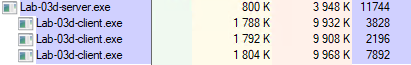 Lab-03d-server.exe 800 K 3 948 K 11744
Lab-03d-client.exe 1 788 K 9 932 K 3828
Lab-03d-client.exe 1 792 K 9 908 K 2196
Lab-03d-client.exe 1 804 K 9 968 K 7892